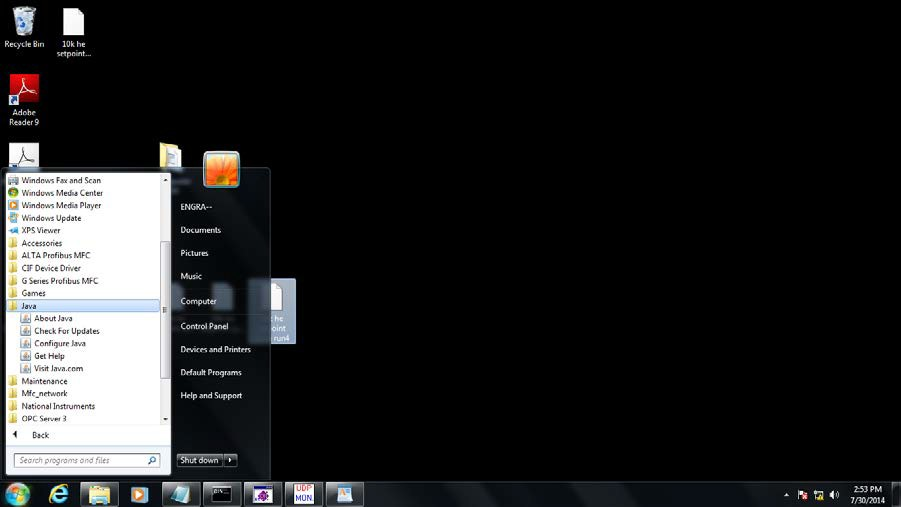 Recycle Bin
10k he
setpoint...
Adobe
Reader 9
Windows Fax and Scan
Windows Media Center
Windows Media Player
Windows Update
XPS Viewer
Accessories
ALTA Profibus MFC
CIF Device Driver
G Series Profibus MFC
Games
Java
About Java
Check For Updates
Configure Java
Get Help
Visit Java.com
Maintenance
Mfc_network
National Instruments
OPC Server 3
Back
Search programs and files
ENGRA--
Documents
Pictures
Music
Computer
Control Panel
Devices and Printers
Default Programs
Help and Support
Shut down
he
point
run4
UDP
MON.
2:53 PM
7/30/2014